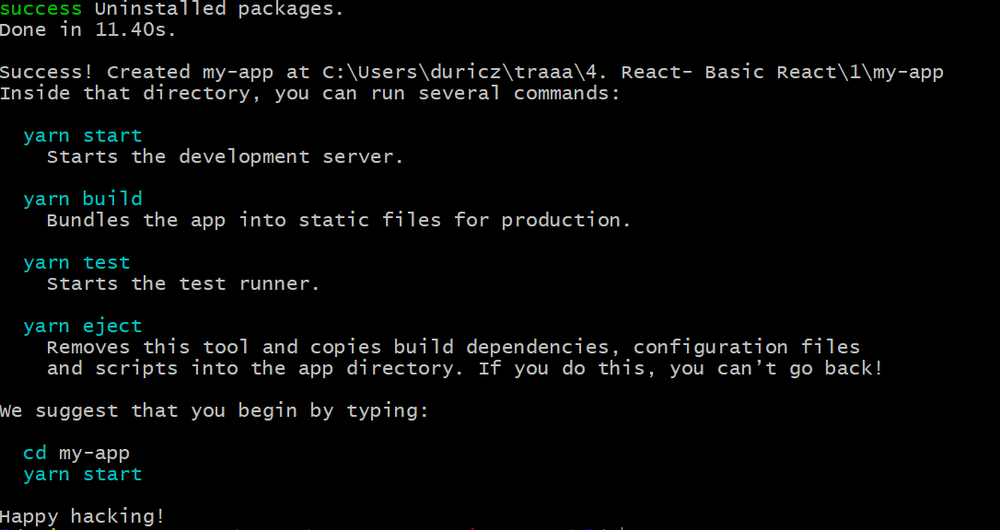 success Uninstalled packages.
Done in 11.40s.
Success! Created my-app at C:\Users\duricz\traaa\4. React- Basic React\1\my-app
Inside that directory, you can run several commands:
yarn start
Starts the development server.
yarn build
Bundles the app into static files for production.
yarn test
Starts the test runner.
yarn eject
Removes this tool and copies build dependencies, configuration files
and scripts into the app directory. If you do this, you can’t go back!
We suggest that you begin by typing:
cd my-app
yarn start
Happy hacking!